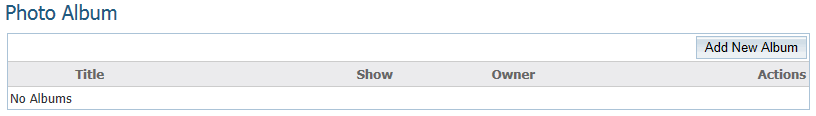 Photo Album
Add New Album
Title Show Owner Actions
No Albums